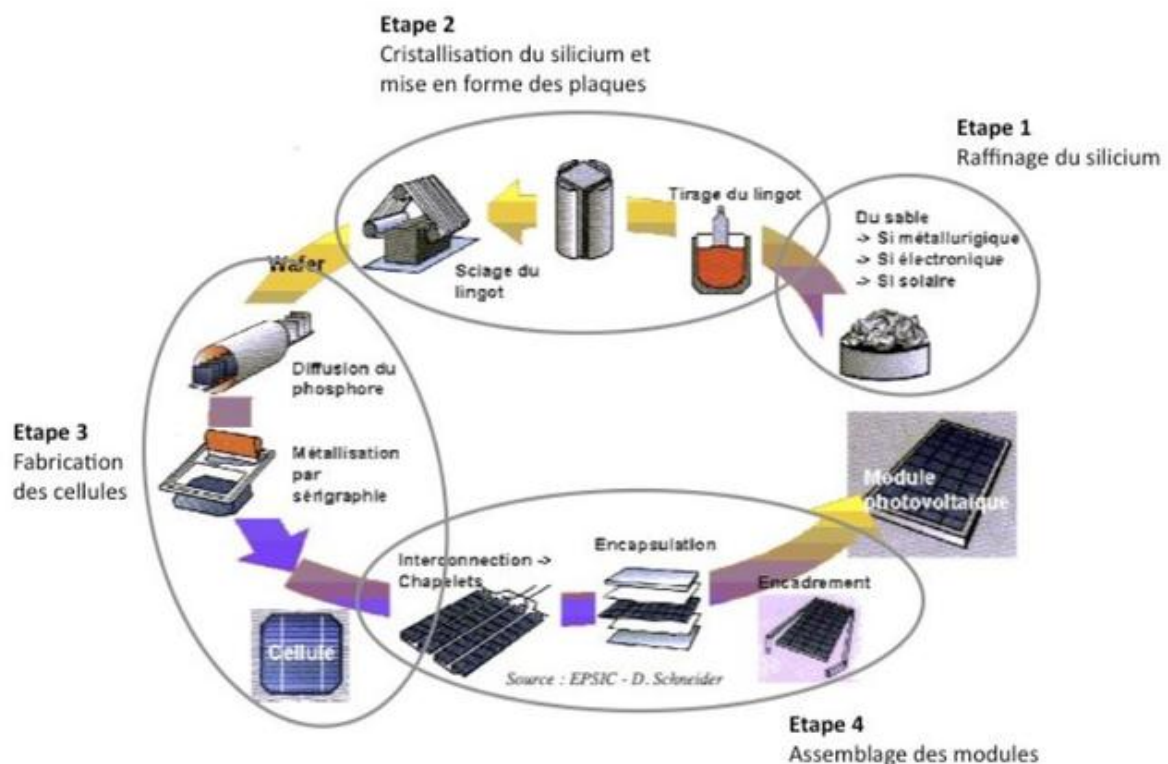 Etape 2
Cristallisation du silicium et
mise en forme des plaques
Etape 1
Raffinage du silicium
Du sable
-> Si métallurigique
-> Si électronique
-> Si solaire
Tirage du lingot
Sciage du
lingot
Wafer
Diffusion du
phosphore
Etape 3
Fabrication
des cellules
Métallisation
par
sérigraphie
Cellule
Interconnection ->
Chapelets
Encapsulation
Encadrement
Module
photovoltaïque
Source : EPSIC - D. Schneider
Etape 4
Assemblage des modules